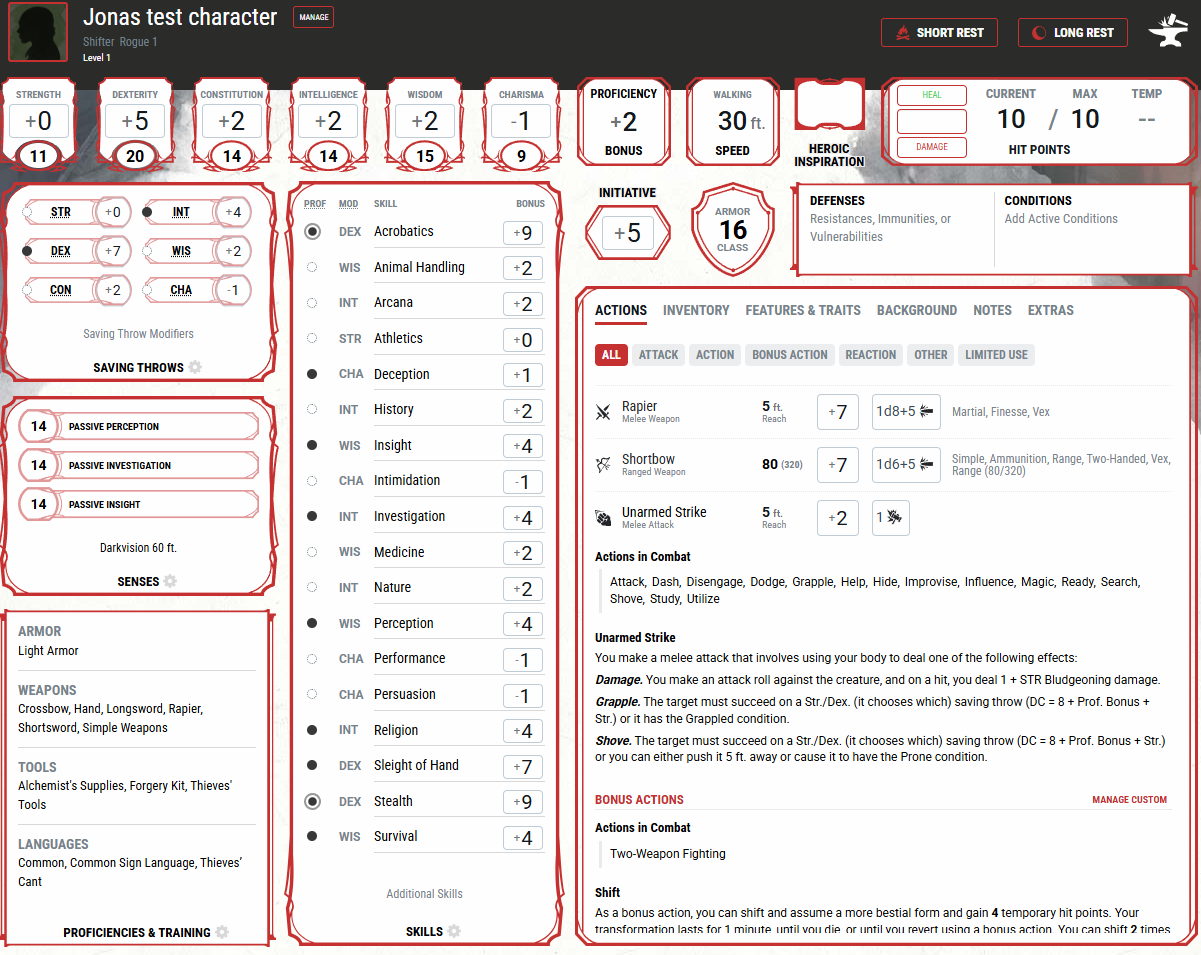 Jonas test character
MANAGE
Shifter Rogue 1
Level 1
SHORT REST
LONG REST
STRENGTH
+0
11
DEXTERITY
+5
20
CONSTITUTION
+2
14
INTELLIGENCE
+2
14
WISDOM
+2
15
CHARISMA
-1
9
PROFICIENCY
+2
BONUS
WALKING
30 ft.
SPEED
HEROIC
INSPIRATION
HEAL
DAMAGE
CURRENT MAX TEMP
10 / 10 --
HIT POINTS
STR +0
INT +4
DEX +7
WIS +2
CON +2
CHA -1
Saving Throw Modifiers
SAVING THROWS
14 PASSIVE PERCEPTION
14 PASSIVE INVESTIGATION
14 PASSIVE INSIGHT
Darkvision 60 ft.
SENSES
ARMOR
Light Armor
WEAPONS
Crossbow, Hand, Longsword, Rapier,
Shortsword, Simple Weapons
TOOLS
Alchemist's Supplies, Forgery Kit, Thieves'
Tools
LANGUAGES
Common, Common Sign Language, Thieves'
Cant
PROFICIENCIES & TRAINING
PROF MOD SKILL BONUS
DEX Acrobatics +9
WIS Animal Handling +2
INT Arcana +2
STR Athletics +0
CHA Deception +1
INT History +2
WIS Insight +4
CHA Intimidation -1
INT Investigation +4
WIS Medicine +2
INT Nature +2
WIS Perception +4
CHA Performance -1
CHA Persuasion -1
INT Religion +4
DEX Sleight of Hand +7
DEX Stealth +9
WIS Survival +4
Additional Skills
SKILLS
INITIATIVE
+5
ARMOR
16
CLASS
DEFENSES
Resistances, Immunities, or
Vulnerabilities
CONDITIONS
Add Active Conditions
ACTIONS INVENTORY FEATURES & TRAITS BACKGROUND NOTES EXTRAS
ALL ATTACK ACTION BONUS ACTION REACTION OTHER LIMITED USE
Rapier
Melee Weapon
5 ft.
Reach
+7
1d8+5
Martial, Finesse, Vex
Shortbow
Ranged Weapon
80 (320)
+7
1d6+5
Simple, Ammunition, Range, Two-Handed, Vex,
Range (80/320)
Unarmed Strike
Melee Attack
5 ft.
Reach
+2
1
Actions in Combat
Attack, Dash, Disengage, Dodge, Grapple, Help, Hide, Improvise, Influence, Magic, Ready, Search,
Shove, Study, Utilize
Unarmed Strike
You make a melee attack that involves using your body to deal one of the following effects:
Damage. You make an attack roll against the creature, and on a hit, you deal 1 + STR Bludgeoning damage.
Grapple. The target must succeed on a Str./Dex. (it chooses which) saving throw (DC = 8 + Prof. Bonus +
Str.) or it has the Grappled condition.
Shove. The target must succeed on a Str./Dex. (it chooses which) saving throw (DC = 8 + Prof. Bonus + Str.)
or you can either push it 5 ft. away or cause it to have the Prone condition.
BONUS ACTIONS
MANAGE CUSTOM
Actions in Combat
Two-Weapon Fighting
Shift
As a bonus action, you can shift and assume a more bestial form and gain 4 temporary hit points. Your
transformation lasts for 1 minute, until you die, or until you revert using a bonus action. You can shift 2 times